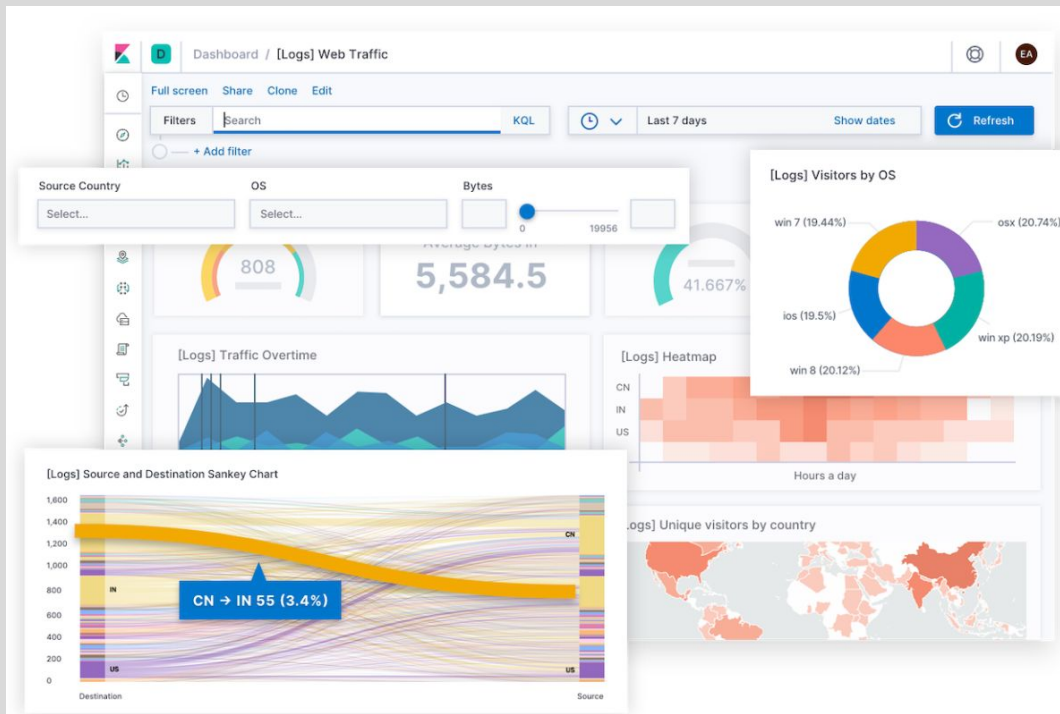 D Dashboard / [Logs] Web Traffic EA
Full screen Share Clone Edit
Filters Search KQL Last 7 days Show dates Refresh
+ Add filter
Source Country OS Bytes
Select... Select... 0 19956
808
Average Bytes In
5,584.5
41.667%
[Logs] Visitors by OS
win 7 (19.44%)
osx (20.74%)
ios (19.5%)
win xp (20.19%)
win 8 (20.12%)
[Logs] Traffic Overtime
[Logs] Heatmap
CN
IN
US
Hours a day
[Logs] Source and Destination Sankey Chart
1,600
1,400
1,200
1,000
800
600
400
200
0
CN
IN
CN → IN 55 (3.4%)
US
US
Destination
Source
Logs] Unique visitors by country